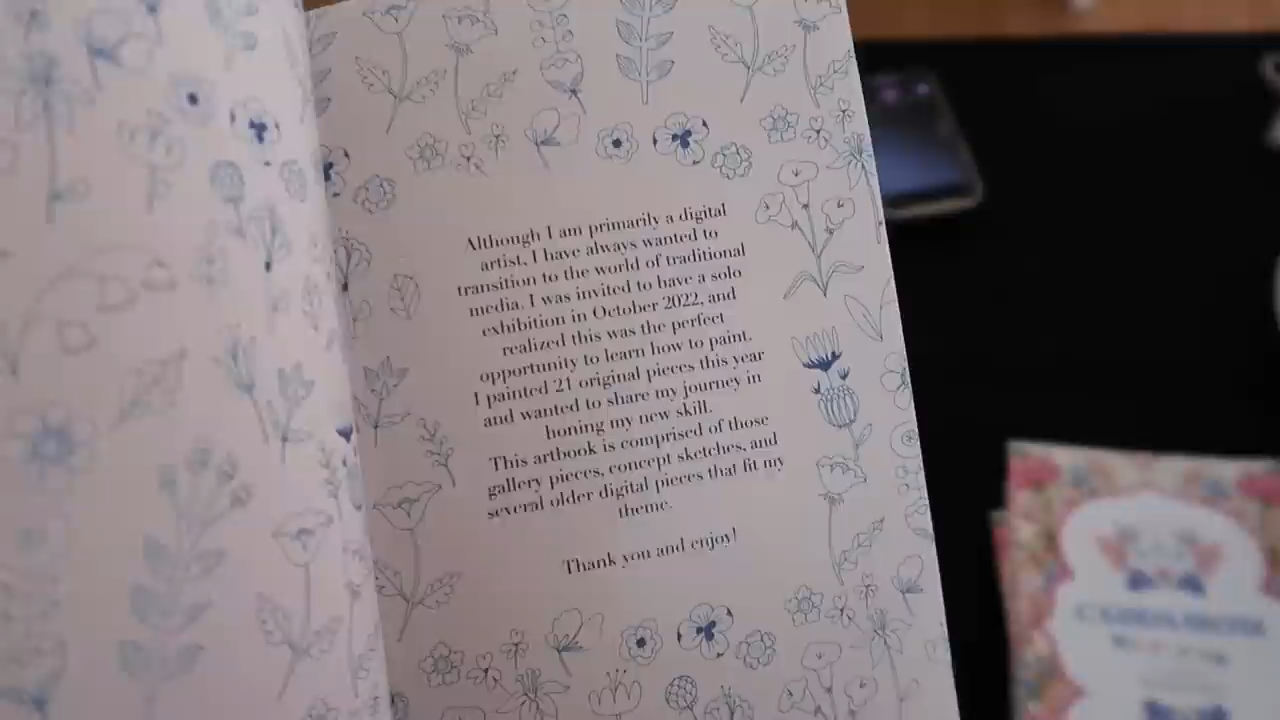 Although I am primarily a digital
artist, I have always wanted to
transition to the world of traditional
media. I was invited to have a solo
exhibition in October 2022, and
realized this was the perfect
opportunity to learn how to paint.
I painted 21 original pieces this year
and wanted to share my journey in
honing my new skill.
This artbook is comprised of those
gallery pieces, concept sketches, and
several older digital pieces that fit my
theme.
Thank you and enjoy!